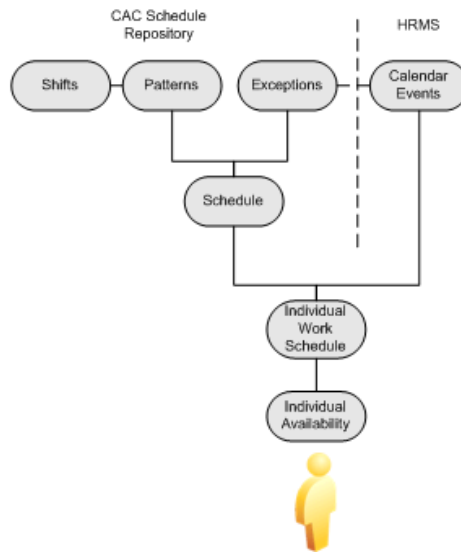 CAC Schedule
Repository
HRMS
Shifts
Patterns
Exceptions
Calendar
Events
Schedule
Individual
Work
Schedule
Individual
Availability